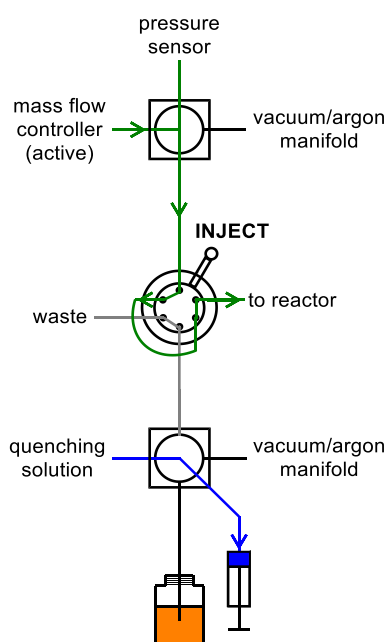 pressure
sensor
mass flow
controller
(active)
vacuum/argon
manifold
INJECT
to reactor
waste
quenching
solution
vacuum/argon
manifold